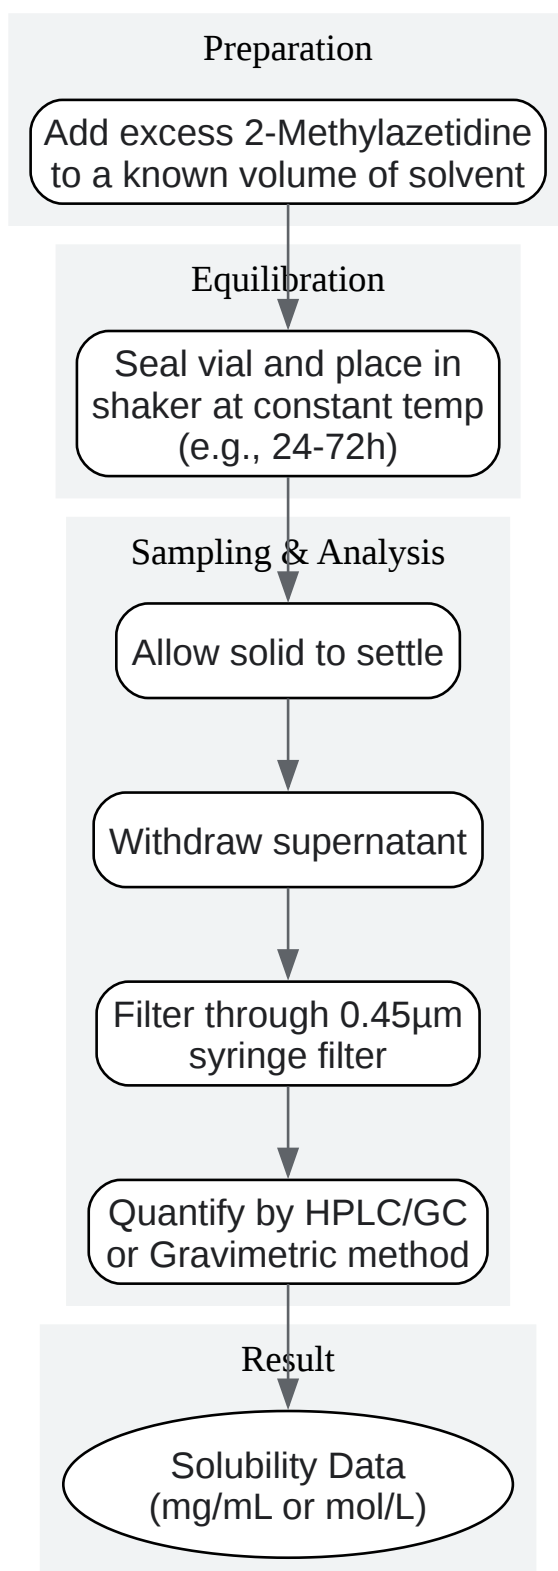 Preparation
Add excess 2-Methylazetidine
to a known volume of solvent
Equilibration
Seal vial and place in
shaker at constant temp
(e.g., 24-72h)
Sampling & Analysis
Allow solid to settle
Withdraw supernatant
Filter through 0.45µm
syringe filter
Quantify by HPLC/GC
or Gravimetric method
Result
Solubility Data
(mg/mL or mol/L)